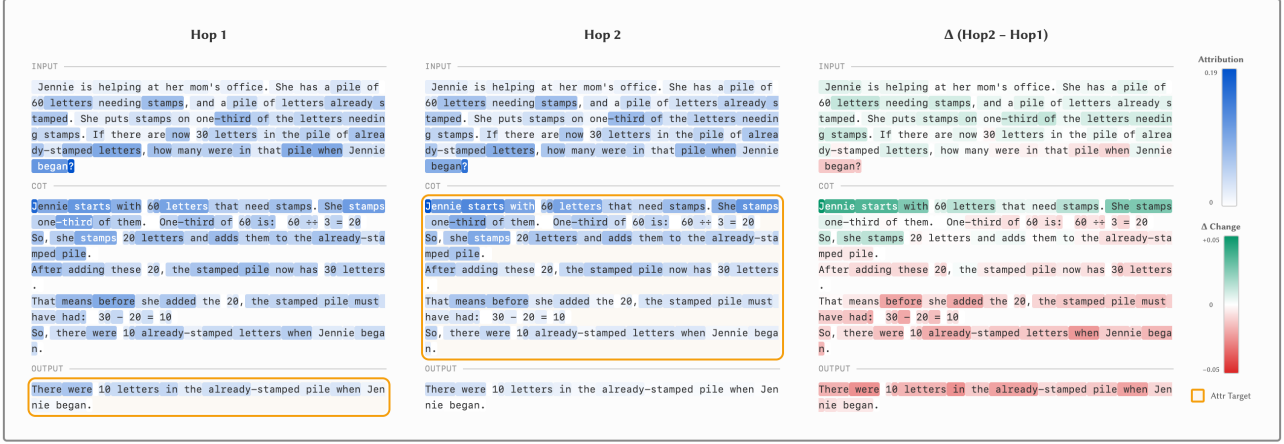 Hop 1
INPUT
Jennie is helping at her mom's office. She has a pile of
60 letters needing stamps, and a pile of letters already s
tamped. She puts stamps on one-third of the letters needin
g stamps. If there are now 30 letters in the pile of alrea
dy-stamped letters, how many were in that pile when Jennie
began?
COT
Jennie starts with 60 letters that need stamps. She stamps
one-third of them.  One-third of 60 is:  60 ÷ 3 = 20
So, she stamps 20 letters and adds them to the already-sta
mped pile.
After adding these 20, the stamped pile now has 30 letters
.
That means before she added the 20, the stamped pile must
have had:  30 − 20 = 10
So, there were 10 already-stamped letters when Jennie bega
n.
OUTPUT
There were 10 letters in the already-stamped pile when Jen
nie began.
Hop 2
INPUT
Jennie is helping at her mom's office. She has a pile of
60 letters needing stamps, and a pile of letters already s
tamped. She puts stamps on one-third of the letters needin
g stamps. If there are now 30 letters in the pile of alrea
dy-stamped letters, how many were in that pile when Jennie
began?
COT
Jennie starts with 60 letters that need stamps. She stamps
one-third of them.  One-third of 60 is:  60 ÷ 3 = 20
So, she stamps 20 letters and adds them to the already-sta
mped pile.
After adding these 20, the stamped pile now has 30 letters
.
That means before she added the 20, the stamped pile must
have had:  30 − 20 = 10
So, there were 10 already-stamped letters when Jennie bega
n.
OUTPUT
There were 10 letters in the already-stamped pile when Jen
nie began.
Δ (Hop2 − Hop1)
INPUT
Jennie is helping at her mom's office. She has a pile of
60 letters needing stamps, and a pile of letters already s
tamped. She puts stamps on one-third of the letters needin
g stamps. If there are now 30 letters in the pile of alrea
dy-stamped letters, how many were in that pile when Jennie
began?
COT
Jennie starts with 60 letters that need stamps. She stamps
one-third of them.  One-third of 60 is:  60 ÷ 3 = 20
So, she stamps 20 letters and adds them to the already-sta
mped pile.
After adding these 20, the stamped pile now has 30 letters
.
That means before she added the 20, the stamped pile must
have had:  30 − 20 = 10
So, there were 10 already-stamped letters when Jennie bega
n.
OUTPUT
There were 10 letters in the already-stamped pile when Jen
nie began.
Attribution
0.19
0
Δ Change
+0.05
0
−0.05
Attr Target